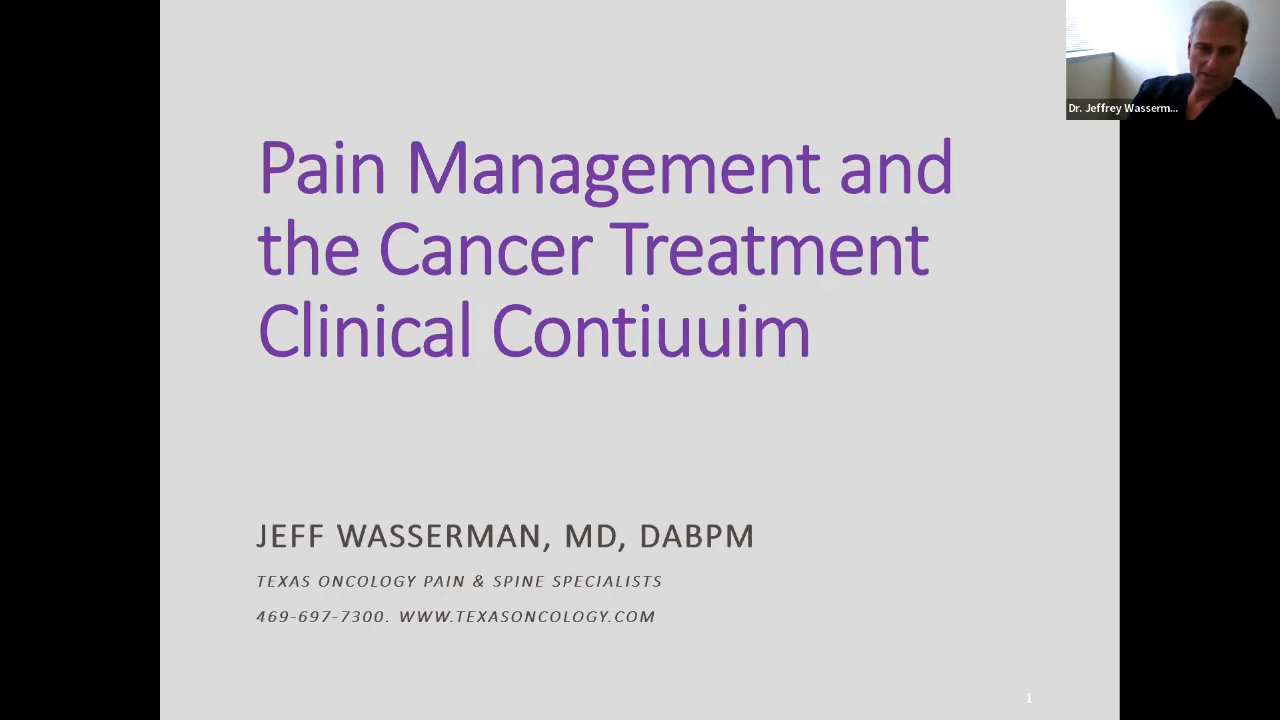 Dr. Jeffrey Wasserm...
Pain Management and
the Cancer Treatment
Clinical Contiuuim
JEFF WASSERMAN, MD, DABPM
TEXAS ONCOLOGY PAIN & SPINE SPECIALISTS
469-697-7300. WWW.TEXASONCOLOGY.COM
1